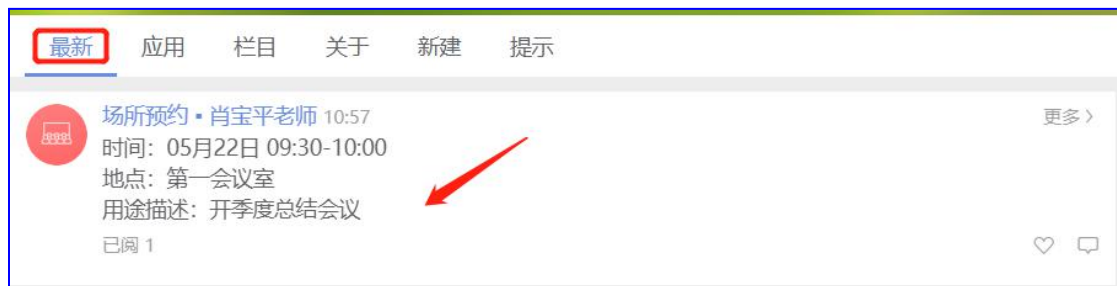 最新 应用 栏目 关于 新建 提示
场所预约▪肖宝平老师 10:57 更多〉
时间：05月22日 09:30-10:00
地点：第一会议室
用途描述：开季度总结会议
已阅 1